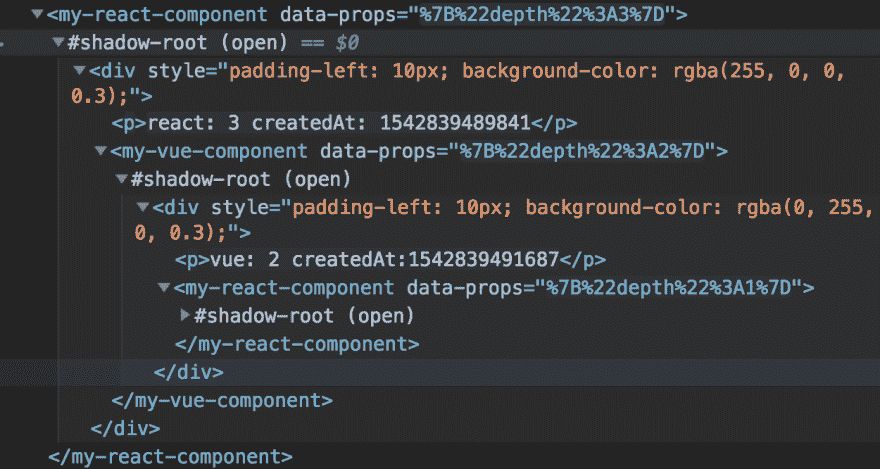 ▼<my-react-component data-props="%7B%22depth%22%3A3%7D">
▼#shadow-root (open) == $0
▼<div style="padding-left: 10px; background-color: rgba(255, 0, 0,
0.3);">
<p>react: 3 createdAt: 1542839489841</p>
▼<my-vue-component data-props="%7B%22depth%22%3A2%7D">
▼#shadow-root (open)
▼<div style="padding-left: 10px; background-color: rgba(0, 255,
0, 0.3);">
<p>vue: 2 createdAt:1542839491687</p>
▼<my-react-component data-props="%7B%22depth%22%3A1%7D">
▶#shadow-root (open)
</my-react-component>
</div>
</my-vue-component>
</div>
</my-react-component>